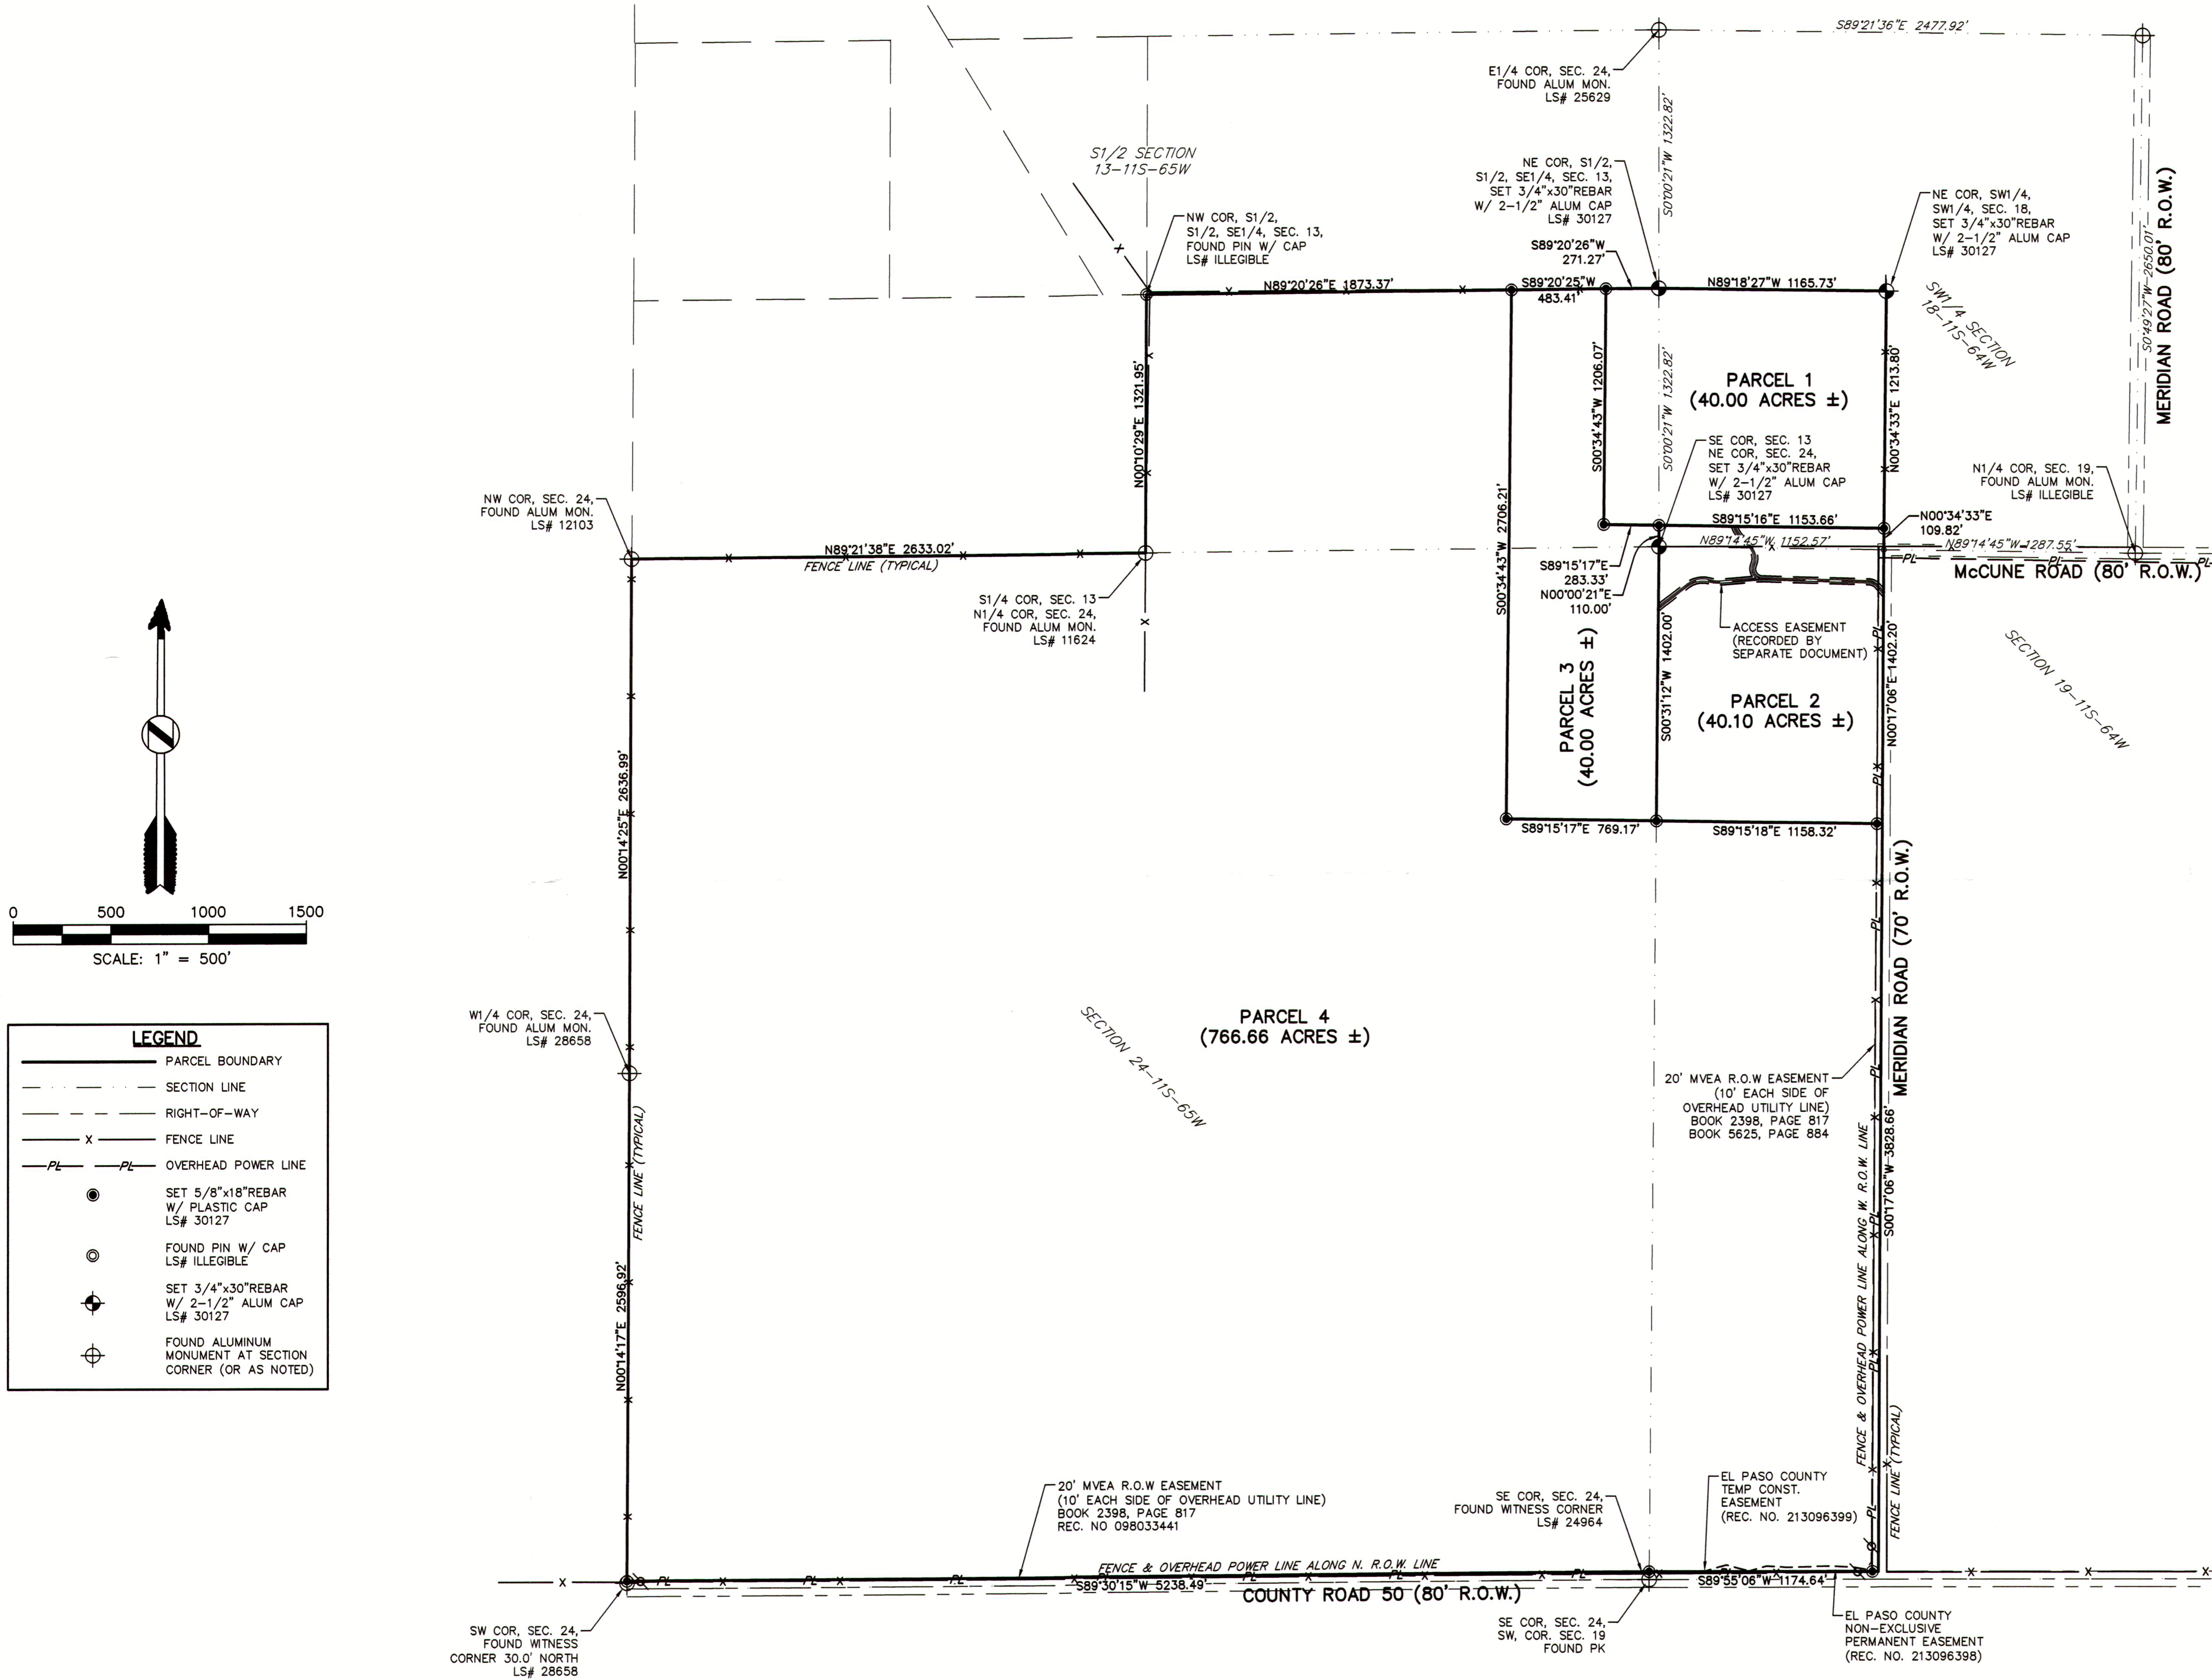 S89°21'36"E 2477.92'
E1/4 COR, SEC. 24,
FOUND ALUM MON.
LS# 25629
S0°00'21"W 1322.82'
S1/2 SECTION
13-11S-65W
NE COR, S1/2,
S1/2, SE1/4, SEC. 13,
SET 3/4"x30"REBAR
W/ 2-1/2" ALUM CAP
LS# 30127
NE COR, SW1/4,
SW1/4, SEC. 18,
SET 3/4"x30"REBAR
W/ 2-1/2" ALUM CAP
LS# 30127
MERIDIAN ROAD (80' R.O.W.)
S0°49'27"W 2650.01'
NW COR, S1/2,
S1/2, SE1/4, SEC. 13,
FOUND PIN W/ CAP
LS# ILLEGIBLE
S89°20'26"W
271.27'
N89°20'26"E 1873.37'
S89°20'25"W
483.41'
N89°18'27"W 1165.73'
SW1/4 SECTION
18-11S-64W
N00°10'29"E 1321.95'
S00°34'43"W 1206.07'
S0°00'21"W 1322.82'
PARCEL 1
(40.00 ACRES ±)
N00°34'33"E 1213.80'
SE COR, SEC. 13
NE COR, SEC. 24,
SET 3/4"x30"REBAR
W/ 2-1/2" ALUM CAP
LS# 30127
N1/4 COR, SEC. 19,
FOUND ALUM MON.
LS# ILLEGIBLE
NW COR, SEC. 24,
FOUND ALUM MON.
LS# 12103
S00°34'43"W 2706.21'
S89°15'16"E 1153.66'
N00°34'33"E
109.82'
N89°21'38"E 2633.02'
FENCE LINE (TYPICAL)
N89°14'45"W 1152.57'
N89°14'45"W 1287.55'
PL PL PL
McCUNE ROAD (80' R.O.W.)
S89°15'17"E
283.33'
N00°00'21"E
110.00'
S1/4 COR, SEC. 13
N1/4 COR, SEC. 24,
FOUND ALUM MON.
LS# 11624
ACCESS EASEMENT
(RECORDED BY
SEPARATE DOCUMENT)
PARCEL 3
(40.00 ACRES ±)
S00°31'12"W 1402.00'
PARCEL 2
(40.10 ACRES ±)
N00°17'06"E 1402.20'
SECTION 19-11S-64W
N00°14'25"E 2636.99'
S89°15'17"E 769.17'
S89°15'18"E 1158.32'
0 500 1000 1500
SCALE: 1" = 500'
MERIDIAN ROAD (70' R.O.W.)
W1/4 COR, SEC. 24,
FOUND ALUM MON.
LS# 28658
SECTION 24-11S-65W
PARCEL 4
(766.66 ACRES ±)
20' MVEA R.O.W EASEMENT
(10' EACH SIDE OF
OVERHEAD UTILITY LINE)
BOOK 2398, PAGE 817
BOOK 5625, PAGE 884
LEGEND
PARCEL BOUNDARY
SECTION LINE
RIGHT-OF-WAY
X FENCE LINE
PL PL OVERHEAD POWER LINE
SET 5/8"x18"REBAR
W/ PLASTIC CAP
LS# 30127
FOUND PIN W/ CAP
LS# ILLEGIBLE
SET 3/4"x30"REBAR
W/ 2-1/2" ALUM CAP
LS# 30127
FOUND ALUMINUM
MONUMENT AT SECTION
CORNER (OR AS NOTED)
FENCE LINE (TYPICAL)
N00°14'17"E 2596.92'
FENCE & OVERHEAD POWER LINE ALONG W. R.O.W. LINE
S00°17'06"W 3828.66'
FENCE LINE (TYPICAL)
20' MVEA R.O.W EASEMENT
(10' EACH SIDE OF OVERHEAD UTILITY LINE)
BOOK 2398, PAGE 817
REC. NO 098033441
SE COR, SEC. 24,
FOUND WITNESS CORNER
LS# 24964
EL PASO COUNTY
TEMP CONST.
EASEMENT
(REC. NO. 213096399)
FENCE & OVERHEAD POWER LINE ALONG N. R.O.W. LINE
S89°30'15"W 5238.49'
S89°55'06"W 1174.64'
COUNTY ROAD 50 (80' R.O.W.)
SW COR, SEC. 24,
FOUND WITNESS
CORNER 30.0' NORTH
LS# 28658
SE COR, SEC. 24,
SW, COR. SEC. 19
FOUND PK
EL PASO COUNTY
NON-EXCLUSIVE
PERMANENT EASEMENT
(REC. NO. 213096398)